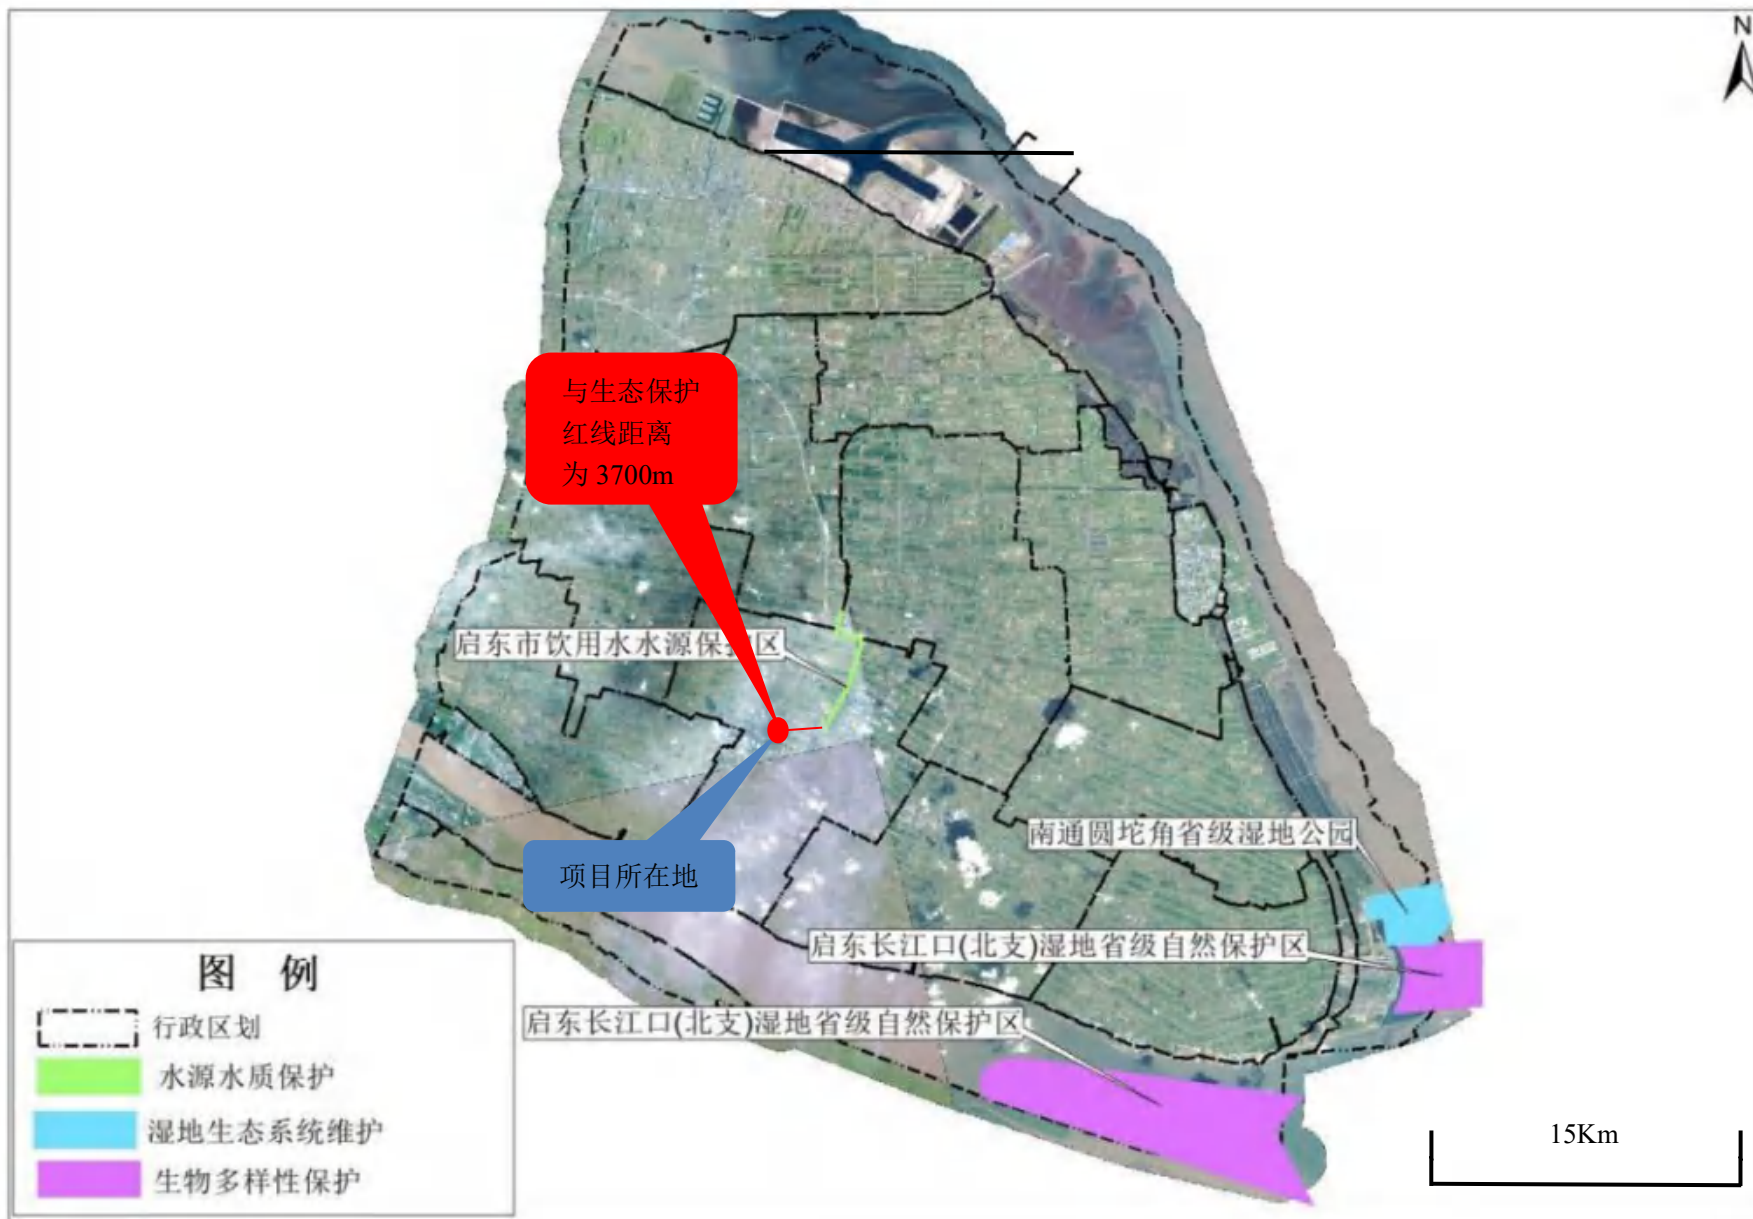 N
与生态保护
红线距离
为 3700m
启东市饮用水水源保护区
项目所在地
南通圆坨角省级湿地公园
启东长江口(北支)湿地省级自然保护区
启东长江口(北支)湿地省级自然保护区
图 例
行政区划
水源水质保护
湿地生态系统维护
生物多样性保护
15Km